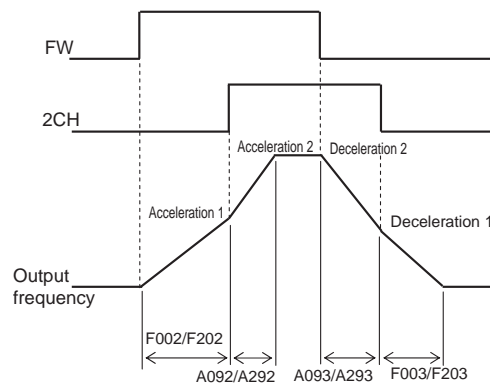 FW
2CH
Acceleration 2
Deceleration 2
Acceleration 1
Deceleration 1
Output
frequency
F002/F202
A092/A292
A093/A293
F003/F203